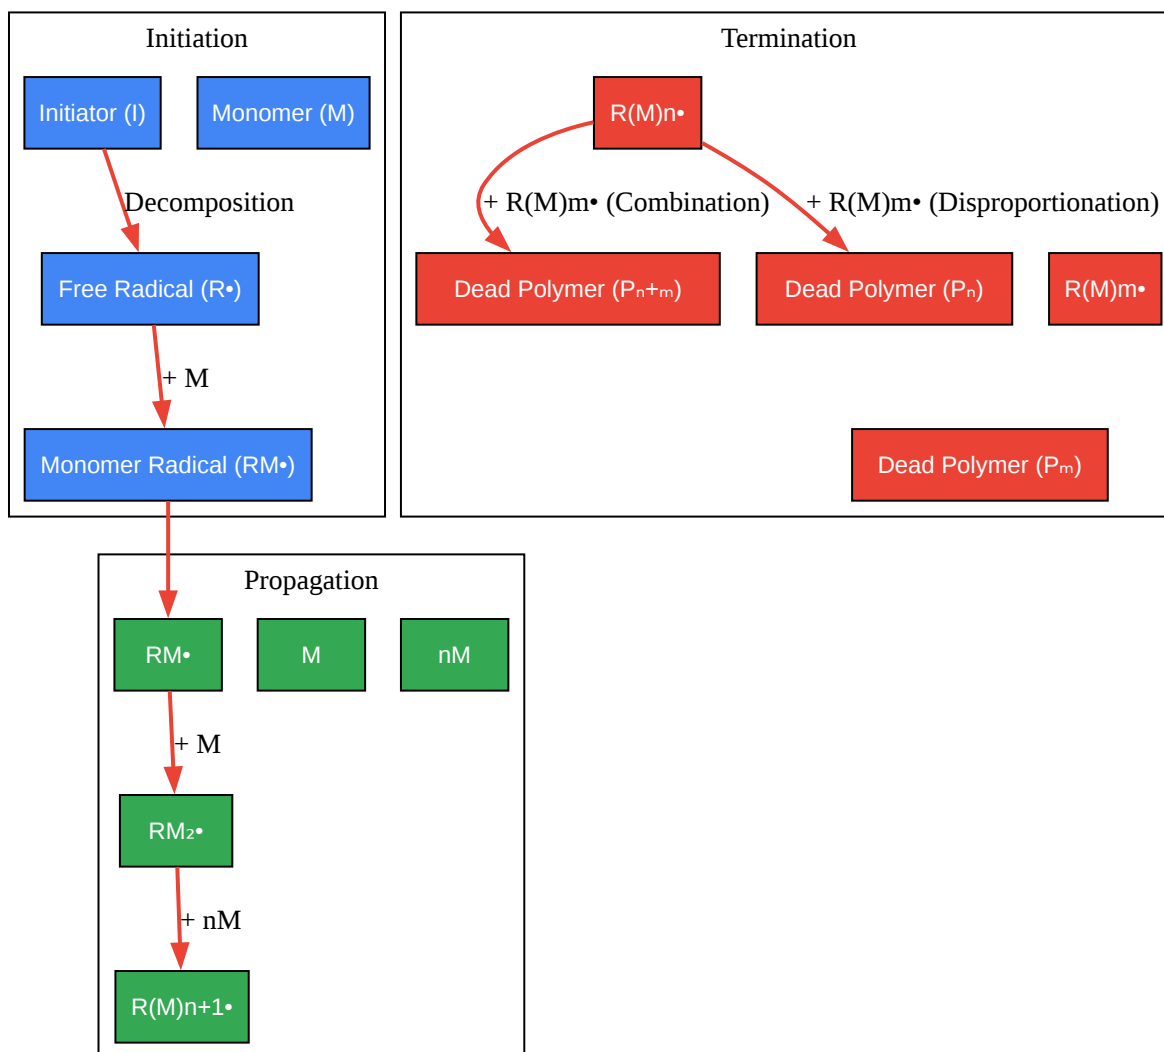 Initiation
Initiator (I)
Monomer (M)
Decomposition
Free Radical (R•)
+ M
Monomer Radical (RM•)
Termination
R(M)n•
+ R(M)m• (Combination)
+ R(M)m• (Disproportionation)
Dead Polymer (Pₙ+ₘ)
Dead Polymer (Pₙ)
R(M)m•
Dead Polymer (Pₘ)
Propagation
RM•
M
nM
+ M
RM₂•
+ nM
R(M)n+1•